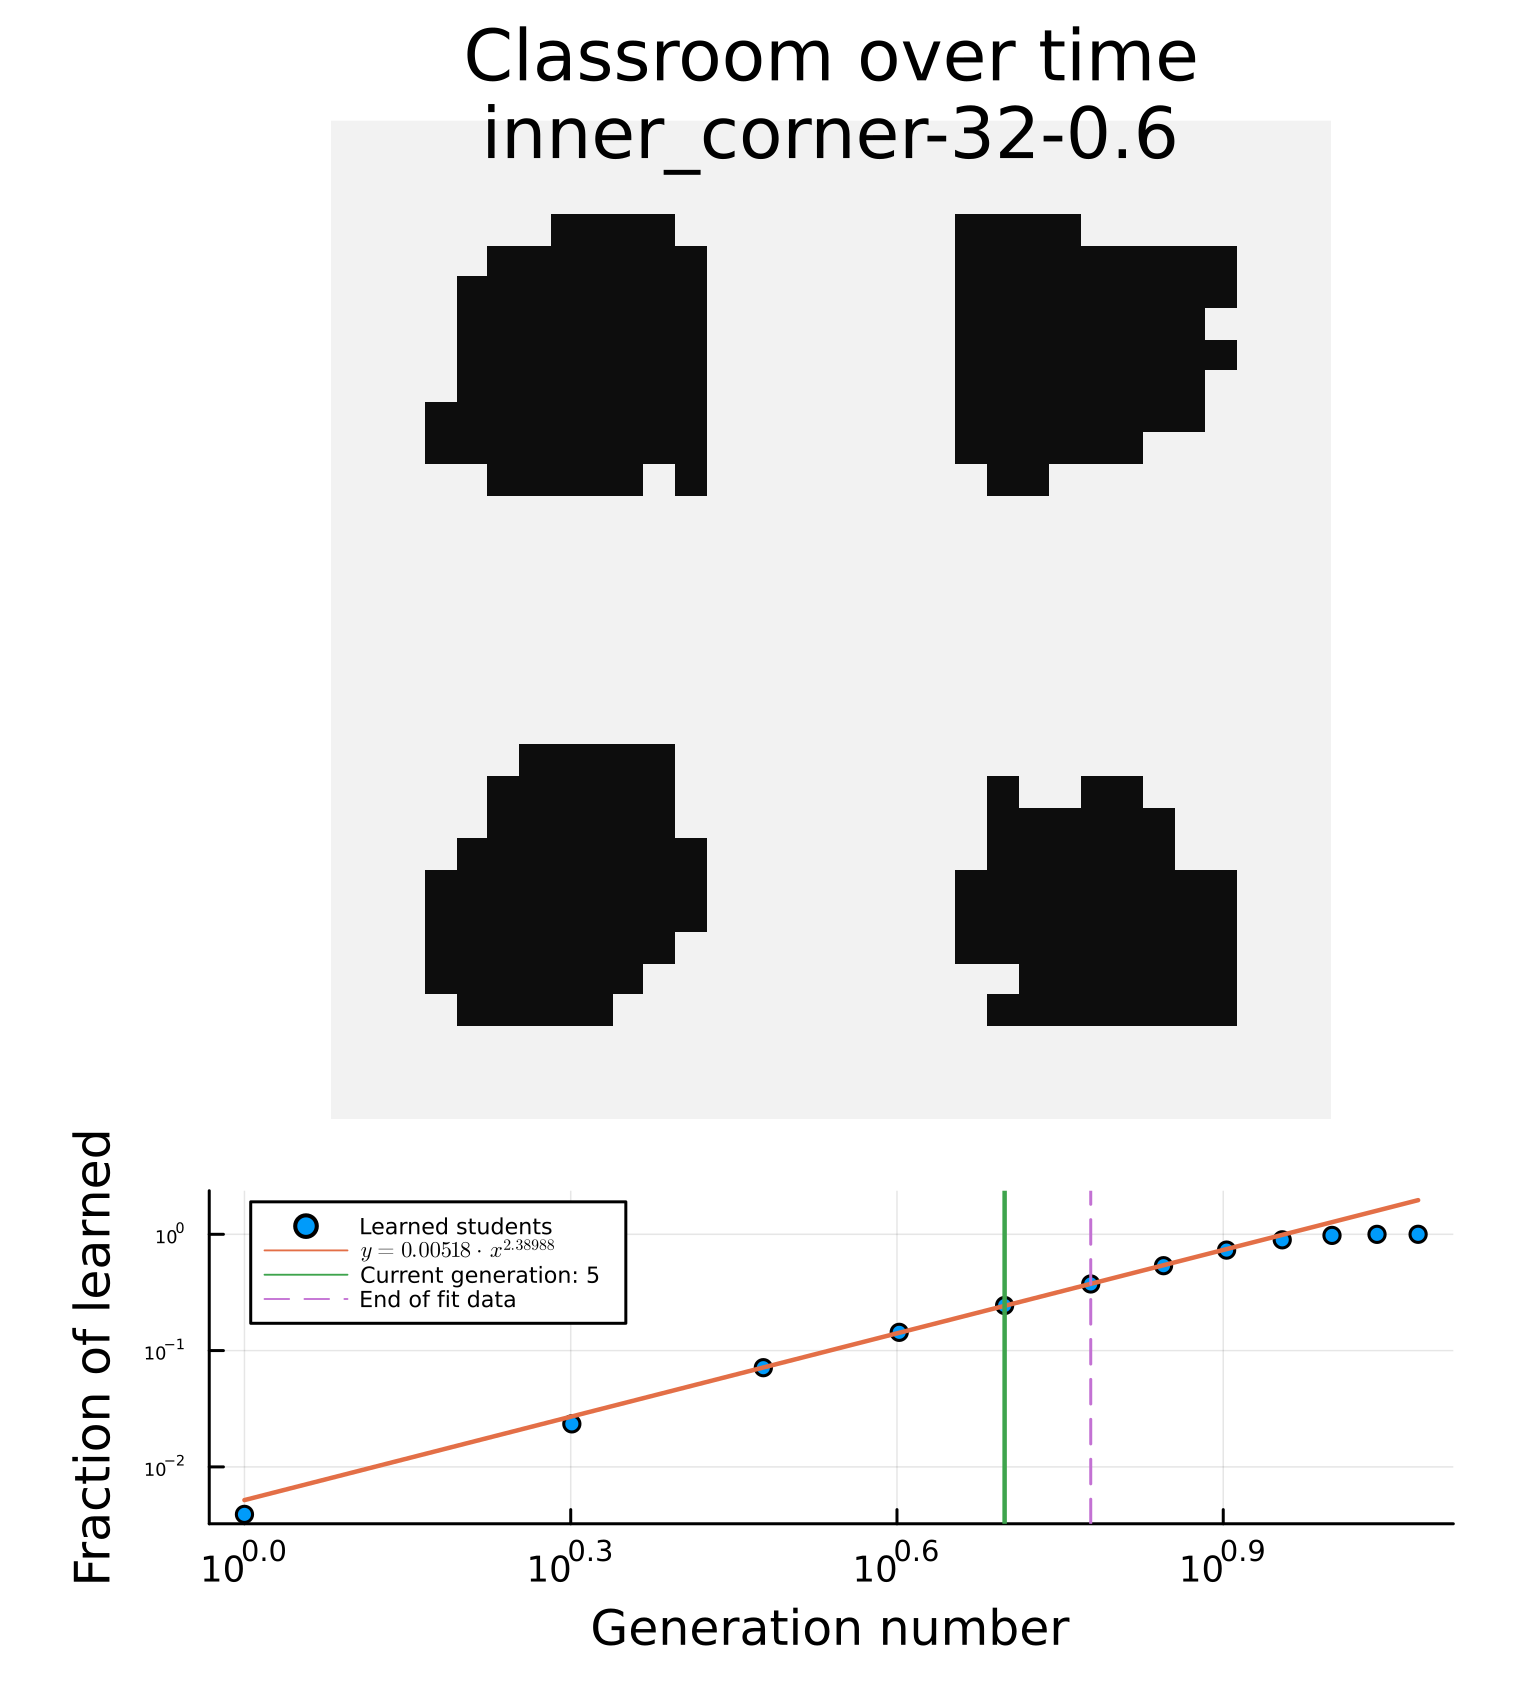 Classroom over time
inner_corner-32-0.6
Fraction of learned
10⁰
10⁻¹
10⁻²
Learned students
y = 0.00518 · x^2.38988
Current generation: 5
End of fit data
10^0.0
10^0.3
10^0.6
10^0.9
Generation number